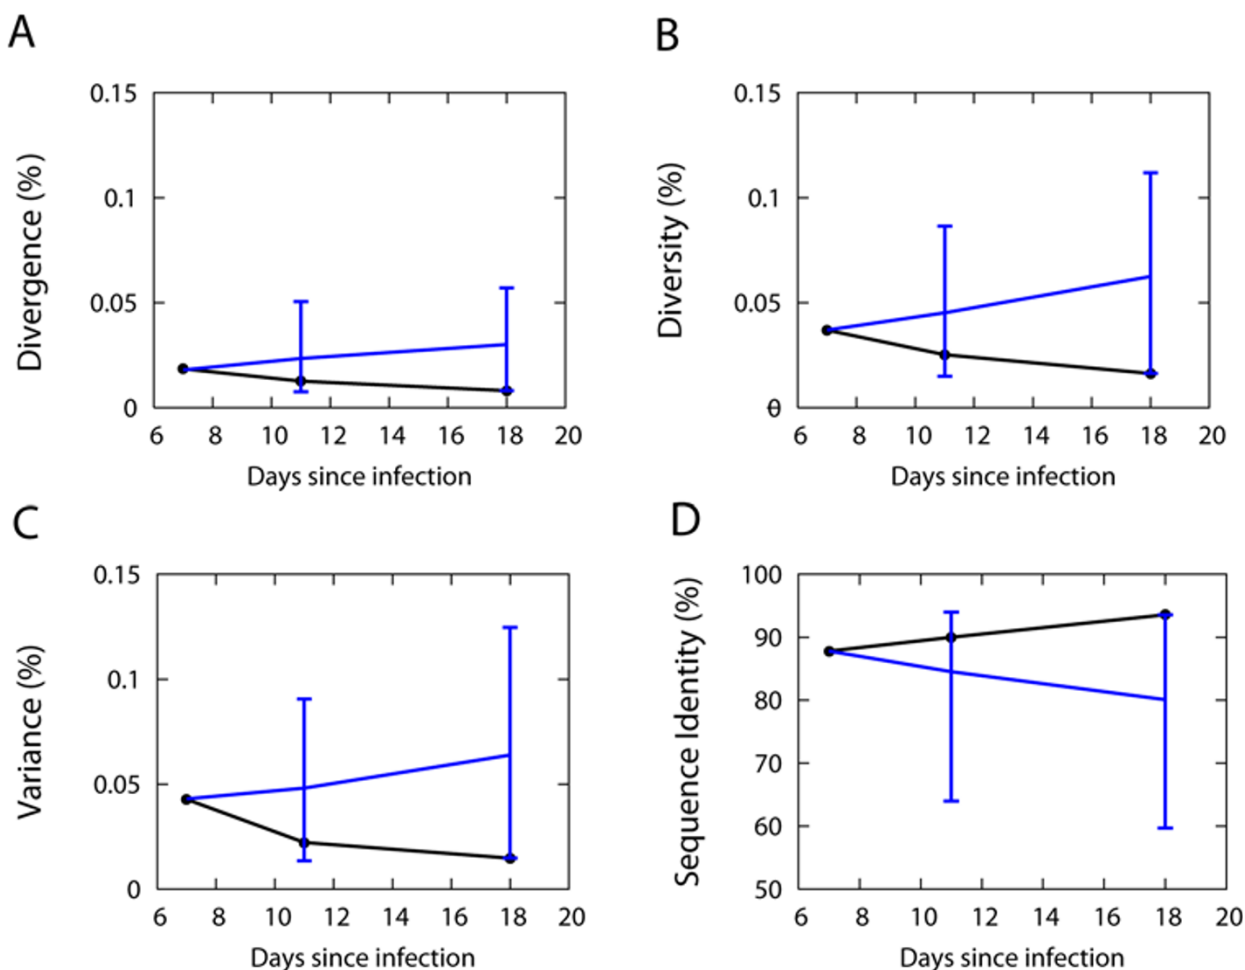 A
Divergence (%)
0.15
0.1
0.05
0
6 8 10 12 14 16 18 20
Days since infection
B
Diversity (%)
0.15
0.1
0.05
0
6 8 10 12 14 16 18 20
Days since infection
C
Variance (%)
0.15
0.1
0.05
0
6 8 10 12 14 16 18 20
Days since infection
D
Sequence Identity (%)
100
90
80
70
60
50
6 8 10 12 14 16 18 20
Days since infection